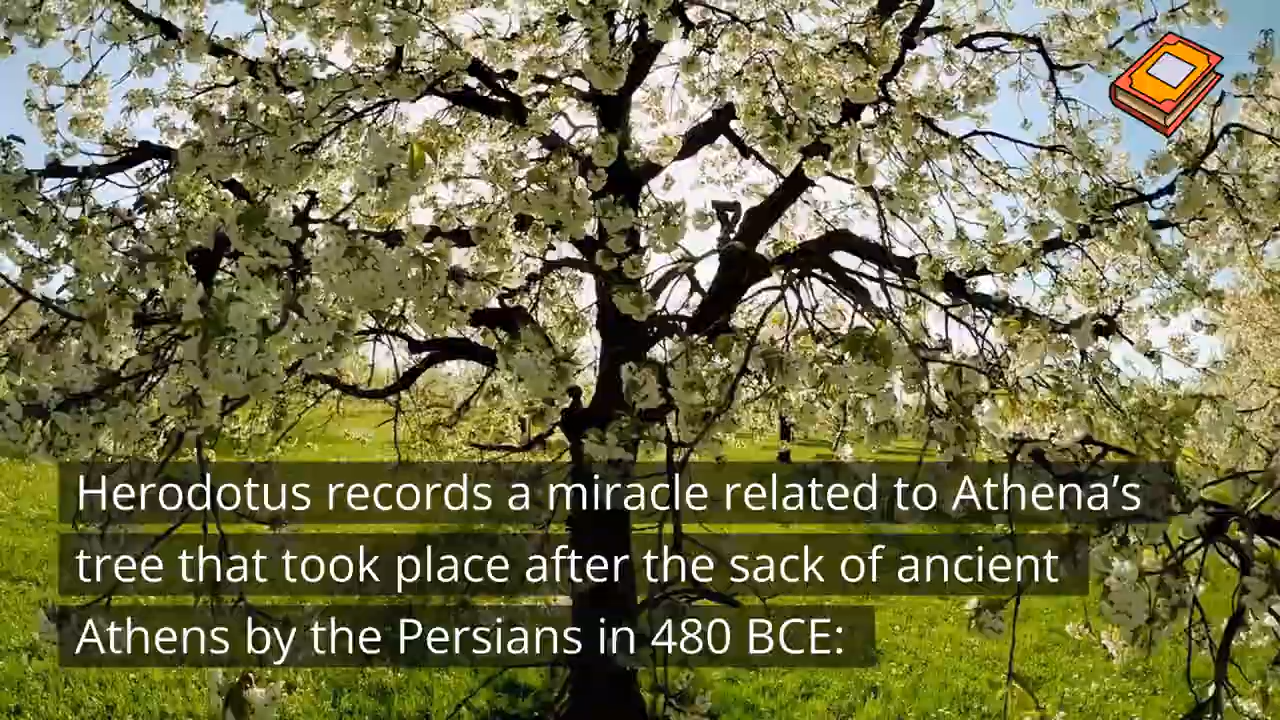 Herodotus records a miracle related to Athena’s
tree that took place after the sack of ancient
Athens by the Persians in 480 BCE: